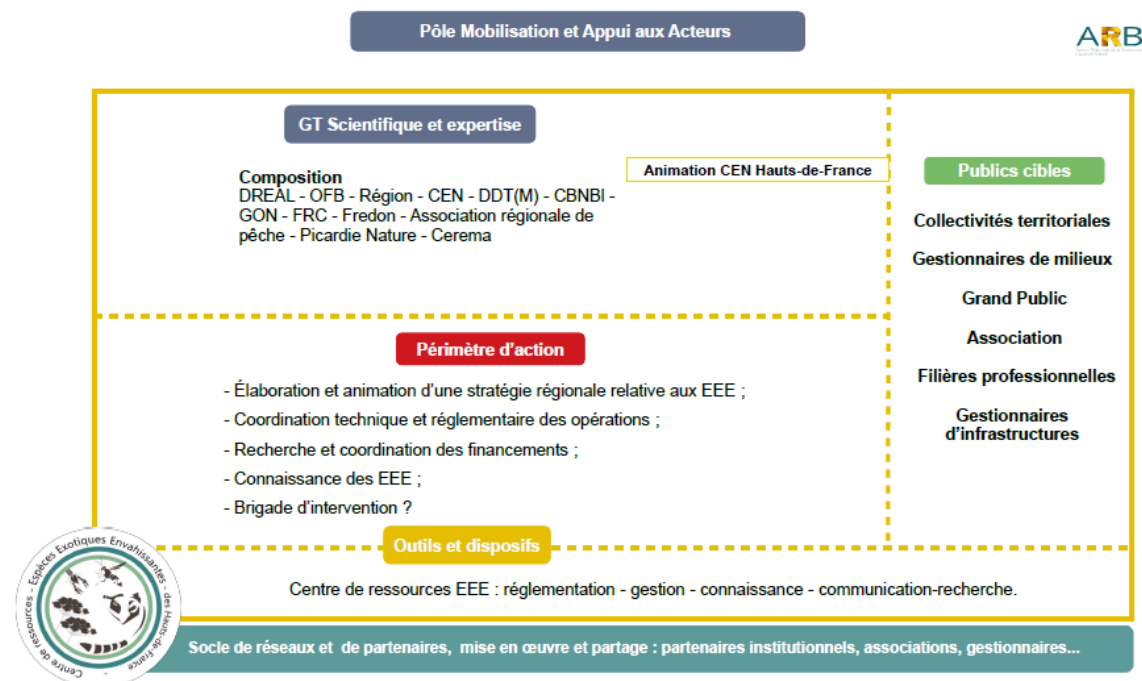 Pôle Mobilisation et Appui aux Acteurs
ARB
GT Scientifique et expertise
Composition
DREAL - OFB - Région - CEN - DDT(M) - CBNBl -
GON - FRC - Fredon - Association régionale de
pêche - Picardie Nature - Cerema
Animation CEN Hauts-de-France
Publics cibles
Collectivités territoriales
Gestionnaires de milieux
Grand Public
Association
Filières professionnelles
Gestionnaires
d'infrastructures
Périmètre d'action
- Élaboration et animation d'une stratégie régionale relative aux EEE ;
- Coordination technique et réglementaire des opérations ;
- Recherche et coordination des financements ;
- Connaissance des EEE ;
- Brigade d'intervention ?
Outils et disposifs
Centre de ressources EEE : réglementation - gestion - connaissance - communication-recherche.
Centre de ressources - Espèces Exotiques Envahissantes - des Hauts-de-France -
Socle de réseaux et de partenaires, mise en œuvre et partage : partenaires institutionnels, associations, gestionnaires...